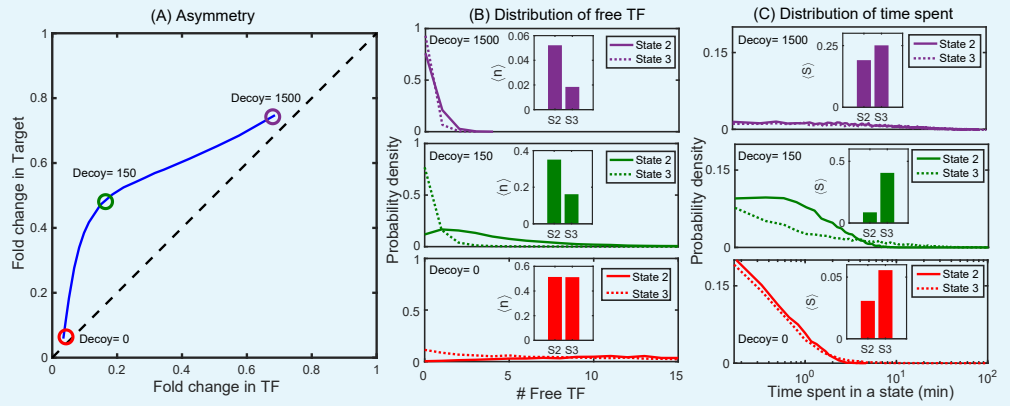 (A) Asymmetry
1
0.8
0.6
0.4
0.2
0
0
0.2
0.4
0.6
0.8
1
Fold change in Target
Fold change in TF
Decoy= 1500
Decoy= 150
Decoy= 0
(B) Distribution of free TF
Probability density
Decoy= 1500
1
0.5
0
0.06
0.04
0.02
0
⟨n⟩
S2 S3
State 2
State 3
Decoy= 150
1
0.5
0
0.4
0.2
0
⟨n⟩
S2 S3
State 2
State 3
Decoy= 0
1
0.5
0
0.6
0.4
0.2
0
⟨n⟩
S2 S3
State 2
State 3
0
5
10
15
# Free TF
(C) Distribution of time spent
Probability density
Decoy= 1500
0.15
0
0.25
0
⟨S⟩
S2 S3
State 2
State 3
Decoy= 150
0.15
0
0.5
0
⟨S⟩
S2 S3
State 2
State 3
Decoy= 0
0.15
0
0.05
0
⟨S⟩
S2 S3
State 2
State 3
10⁰
10¹
10²
Time spent in a state (min)